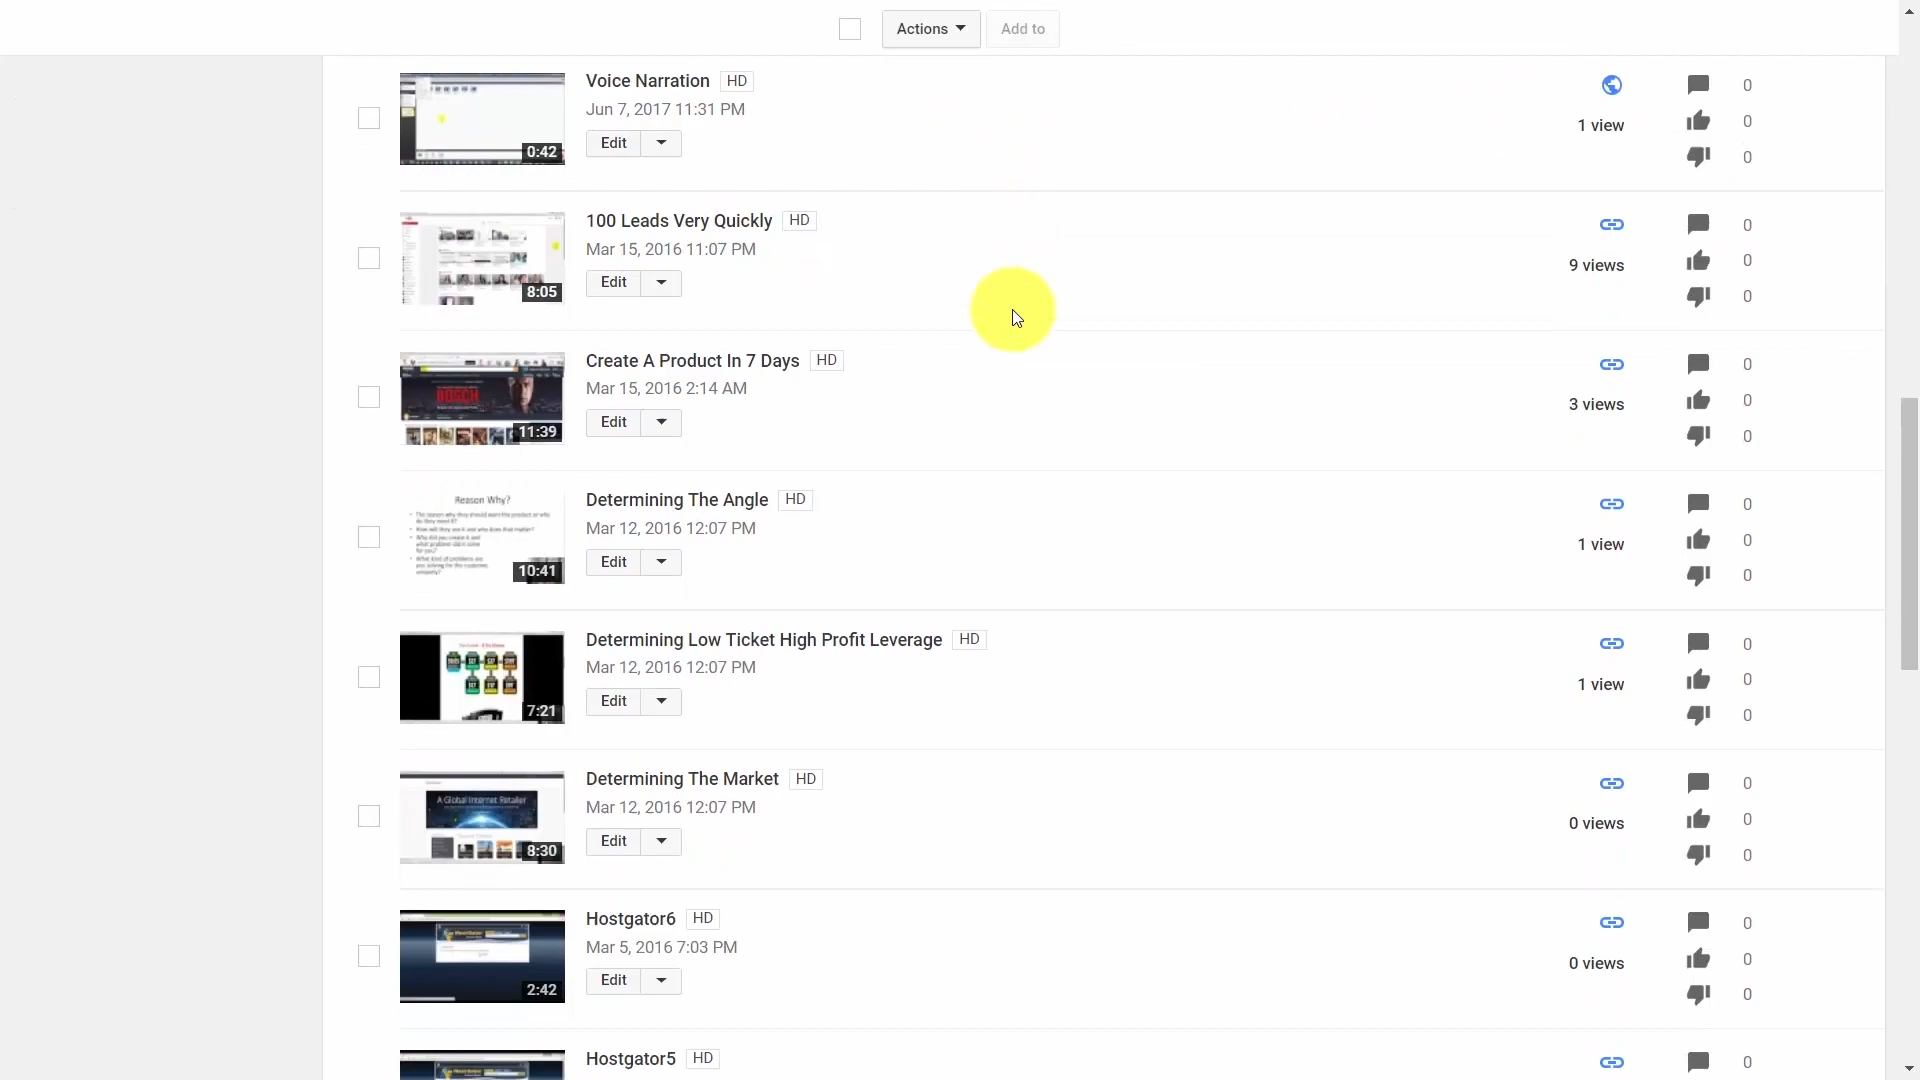 Actions
Add to
Voice Narration HD
Jun 7, 2017 11:31 PM
Edit
0:42
1 view
0
0
0
100 Leads Very Quickly HD
Mar 15, 2016 11:07 PM
Edit
8:05
9 views
0
0
0
Create A Product In 7 Days HD
Mar 15, 2016 2:14 AM
Edit
BOSCH
11:39
3 views
0
0
0
Determining The Angle HD
Mar 12, 2016 12:07 PM
Edit
Reason Why?
10:41
1 view
0
0
0
Determining Low Ticket High Profit Leverage HD
Mar 12, 2016 12:07 PM
Edit
7:21
1 view
0
0
0
Determining The Market HD
Mar 12, 2016 12:07 PM
Edit
A Global Internet Retailer
8:30
0 views
0
0
0
Hostgator6 HD
Mar 5, 2016 7:03 PM
Edit
2:42
0 views
0
0
0
Hostgator5 HD
0